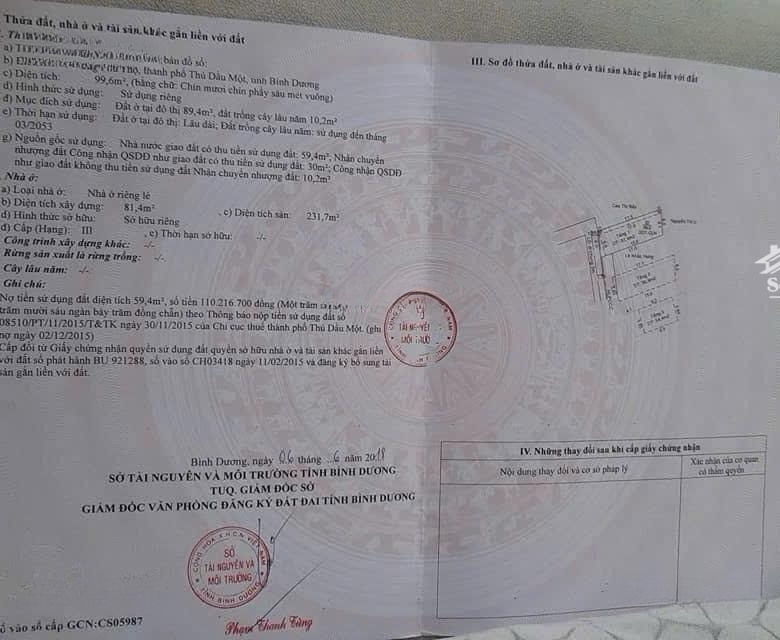 Thửa đất, nhà ở và tài sản khác gắn liền với đất
bản đồ số:
thành phố Thủ Dầu Một, tỉnh Bình Dương
c) Diện tích: 99,6m², (bằng chữ: Chín mươi chín phẩy sáu mét vuông)
d) Hình thức sử dụng: Sử dụng riêng
đ) Mục đích sử dụng: Đất ở tại đô thị 89,4m², đất trồng cây lâu năm 10,2m²
e) Thời hạn sử dụng: Đất ở tại đô thị: Lâu dài; Đất trồng cây lâu năm: sử dụng đến tháng
03/2053
g) Nguồn gốc sử dụng: Nhà nước giao đất có thu tiền sử dụng đất: 59,4m²; Nhận chuyển
nhượng đất Công nhận QSDĐ như giao đất có thu tiền sử dụng đất: 30m²; Công nhận QSDĐ
như giao đất không thu tiền sử dụng đất Nhận chuyển nhượng đất: 10,2m²
Nhà ở:
a) Loại nhà ở: Nhà ở riêng lẻ
b) Diện tích xây dựng: 81,4m² , c) Diện tích sàn: 231,7m²
d) Hình thức sở hữu: Sở hữu riêng
đ) Cấp (Hạng): III , e) Thời hạn sở hữu: -/-
Công trình xây dựng khác: -/-
Rừng sản xuất là rừng trồng: -/-
Cây lâu năm: -/-
Ghi chú:
Nợ tiền sử dụng đất diện tích 59,4m², số tiền 110.216.700 đồng (Một trăm
trăm mười sáu ngàn bảy trăm đồng chẵn) theo Thông báo nộp tiền sử dụng đất số
08510/PT/11/2015/T&TK ngày 30/11/2015 của Chi cục thuế thành phố Thủ Dầu Một. (ghi
nợ ngày 02/12/2015)
Cấp đổi từ Giấy chứng nhận quyền sử dụng đất quyền sở hữu nhà ở và tài sản khác gắn liền
với đất số phát hành BU 921288, số vào sổ CH03418 ngày 11/02/2015 và đăng ký bổ sung tài
sản gắn liền với đất.
TÀI NGUYÊN
MÔI TRƯỜNG
Bình Dương, ngày 06 tháng 6 năm 2018
SỞ TÀI NGUYÊN VÀ MÔI TRƯỜNG TỈNH BÌNH DƯƠNG
TUQ. GIÁM ĐỐC SỞ
GIÁM ĐỐC VĂN PHÒNG ĐĂNG KÝ ĐẤT ĐAI TỈNH BÌNH DƯƠNG
CỘNG HÒA X.H.C.N VIỆT NAM
SỞ
TÀI NGUYÊN VÀ
MÔI TRƯỜNG
TỈNH BÌNH DƯƠNG
Phạm Thanh Tùng
số vào sổ cấp GCN:CS05987
III. Sơ đồ thửa đất, nhà ở và tài sản khác gắn liền với đất
IV. Những thay đổi sau khi cấp giấy chứng nhận
Nội dung thay đổi và cơ sở pháp lý
Xác nhận của cơ quan
có thẩm quyền